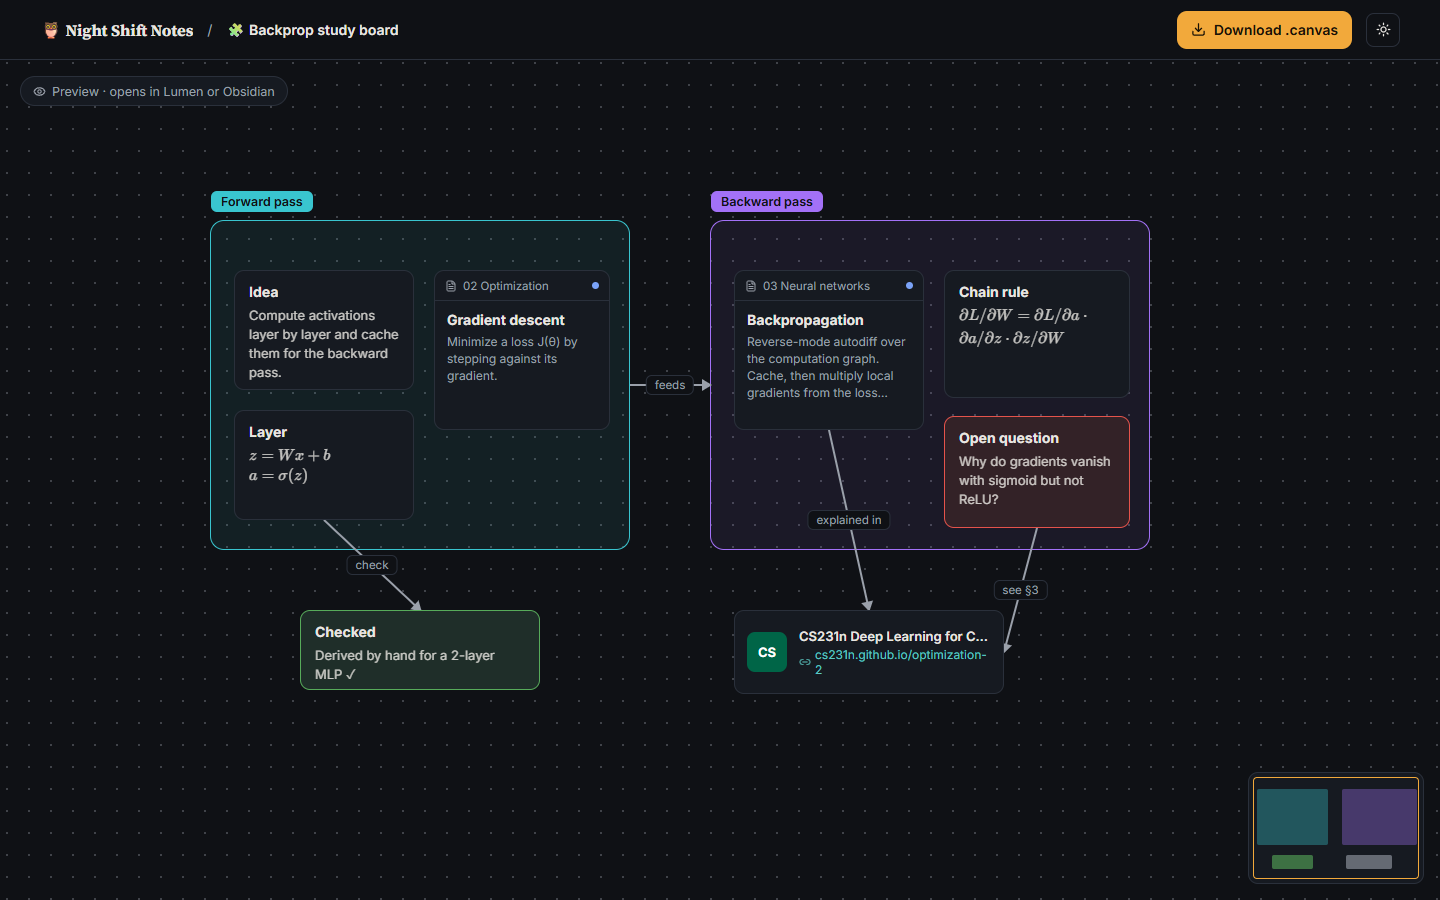 Night Shift Notes / Backprop study board
Download .canvas
Preview · opens in Lumen or Obsidian
Forward pass
Idea
Compute activations
layer by layer and cache
them for the backward
pass.
02 Optimization
Gradient descent
Minimize a loss J(θ) by
stepping against its
gradient.
Layer
z = Wx + b
a = σ(z)
feeds
Backward pass
03 Neural networks
Backpropagation
Reverse-mode autodiff over
the computation graph.
Cache, then multiply local
gradients from the loss...
Chain rule
∂L/∂W = ∂L/∂a ·
∂a/∂z · ∂z/∂W
Open question
Why do gradients vanish
with sigmoid but not
ReLU?
explained in
check
see §3
Checked
Derived by hand for a 2-layer
MLP ✓
CS
CS231n Deep Learning for C...
cs231n.github.io/optimization-
2